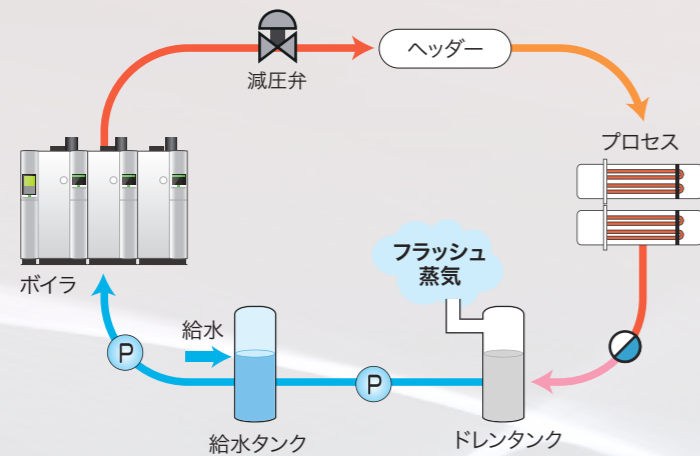 減圧弁
ヘッダー
プロセス
ボイラ
フラッシュ
蒸気
給水
P
P
給水タンク
ドレンタンク